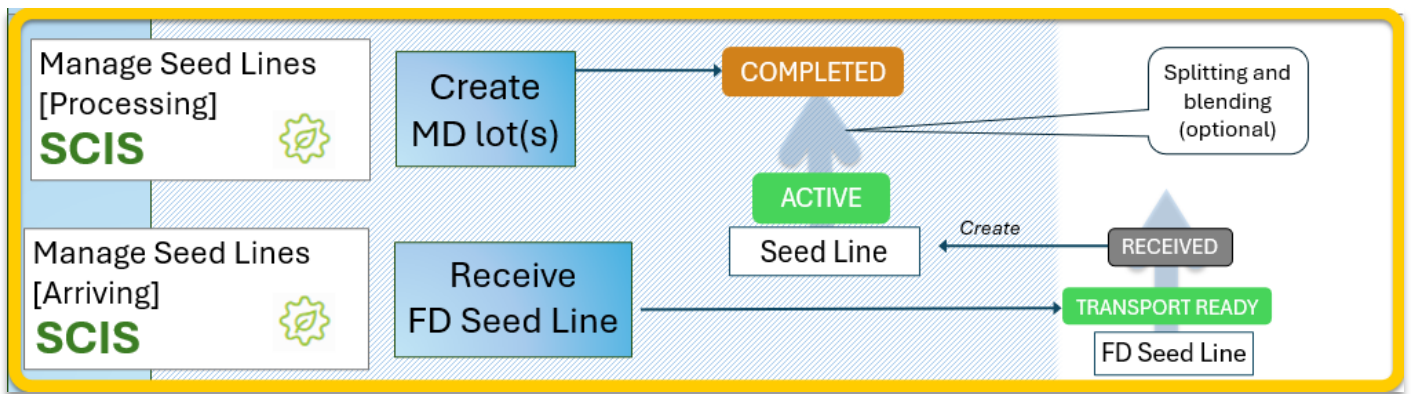 Manage Seed Lines
[Processing]
SCIS
Create
MD lot(s)
COMPLETED
Splitting and
blending
(optional)
ACTIVE
Seed Line
Create
RECEIVED
Manage Seed Lines
[Arriving]
SCIS
Receive
FD Seed Line
TRANSPORT READY
FD Seed Line